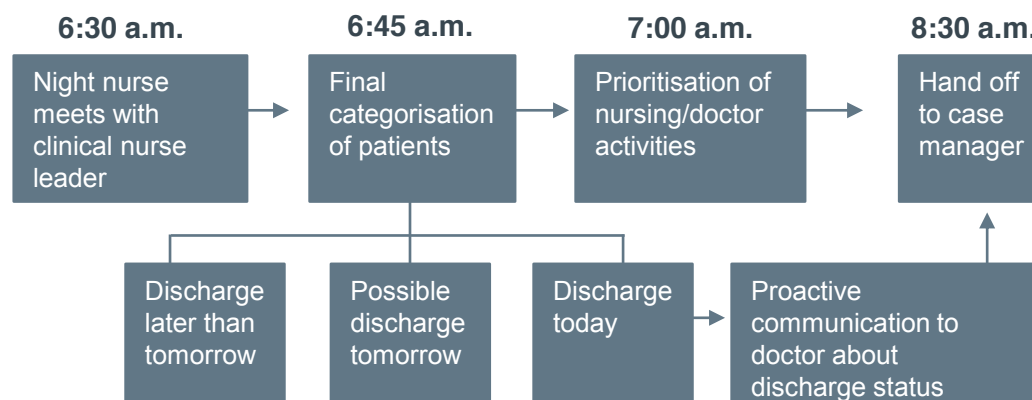 6:30 a.m.
6:45 a.m.
7:00 a.m.
8:30 a.m.
Night nurse
meets with
clinical nurse
leader
Final
categorisation
of patients
Prioritisation of
nursing/doctor
activities
Hand off
to case
manager
Discharge
later than
tomorrow
Possible
discharge
tomorrow
Discharge
today
Proactive
communication to
doctor about
discharge status